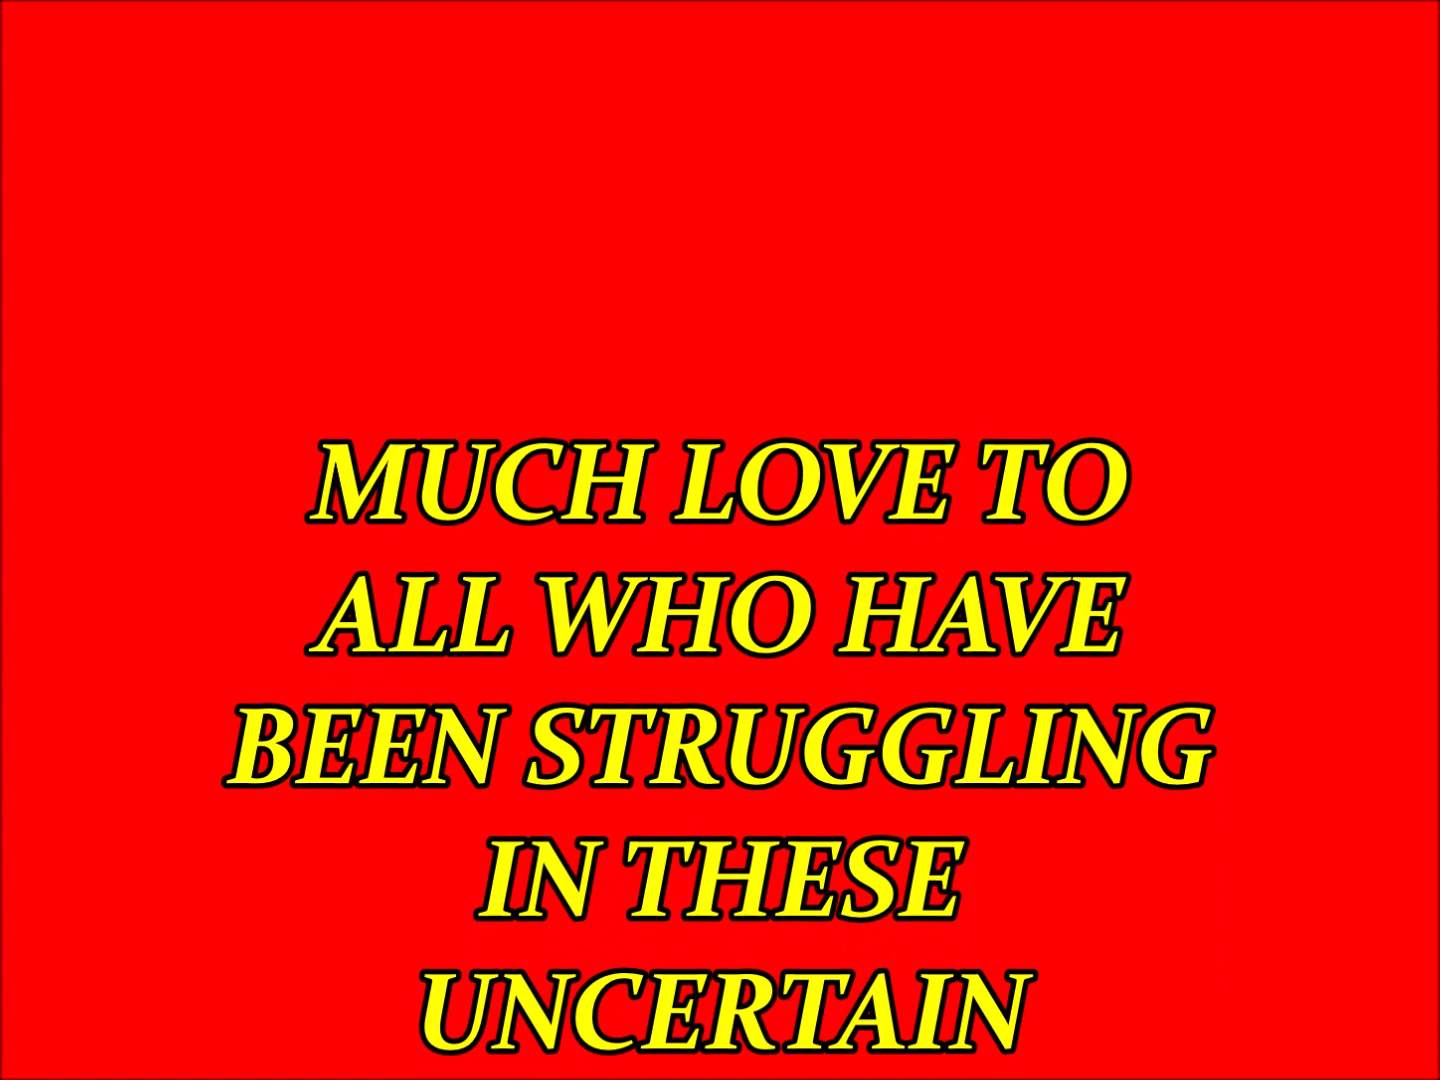 MUCH LOVE TO
ALL WHO HAVE
BEEN STRUGGLING
IN THESE
UNCERTAIN